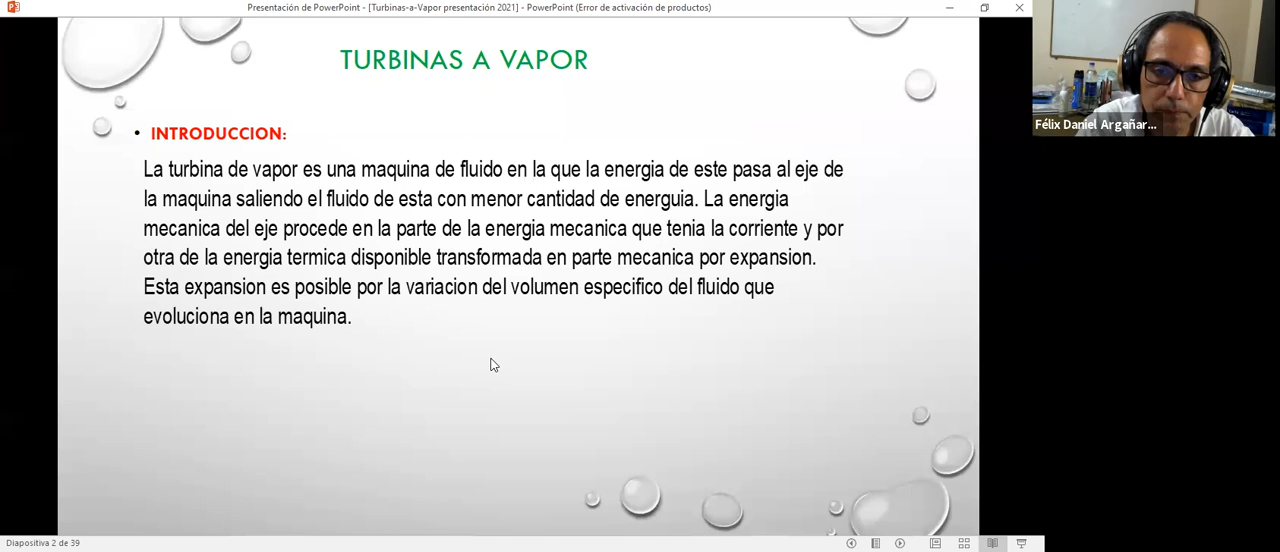 Presentación de PowerPoint - [Turbinas-a-Vapor presentación 2021] - PowerPoint (Error de activación de productos)
TURBINAS A VAPOR
Félix Daniel Argañar...
• INTRODUCCION:
La turbina de vapor es una maquina de fluido en la que la energia de este pasa al eje de
la maquina saliendo el fluido de esta con menor cantidad de energuia. La energia
mecanica del eje procede en la parte de la energia mecanica que tenia la corriente y por
otra de la energia termica disponible transformada en parte mecanica por expansion.
Esta expansion es posible por la variacion del volumen especifico del fluido que
evoluciona en la maquina.
Diapositiva 2 de 39